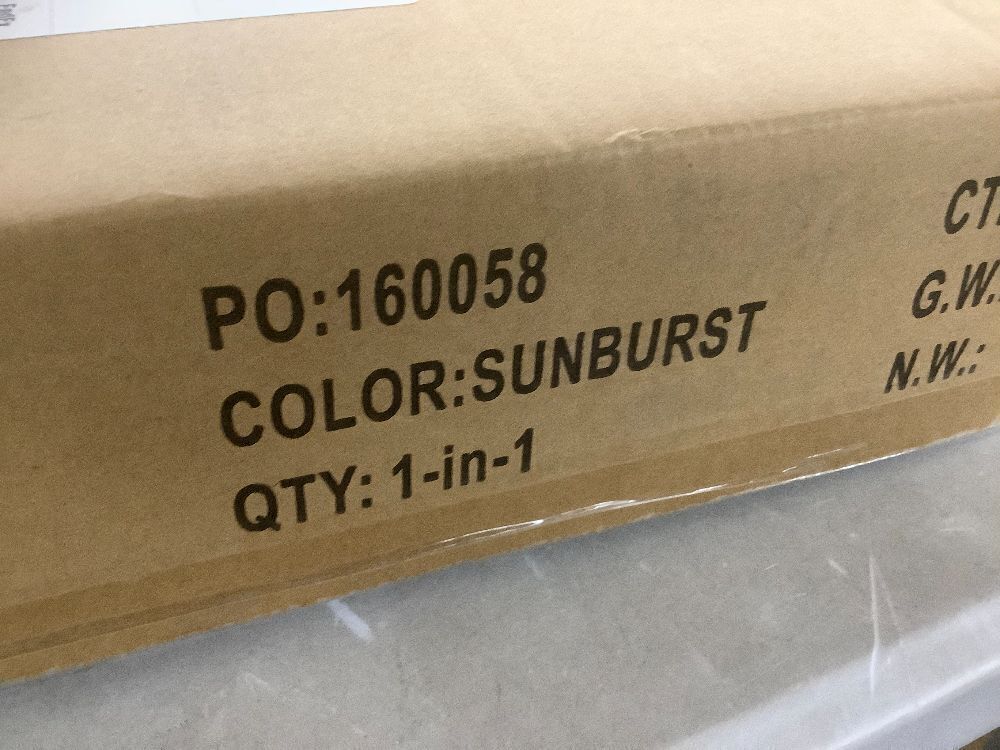 PO:160058
COLOR:SUNBURST
QTY: 1-in-1
G.W.:
N.W.: